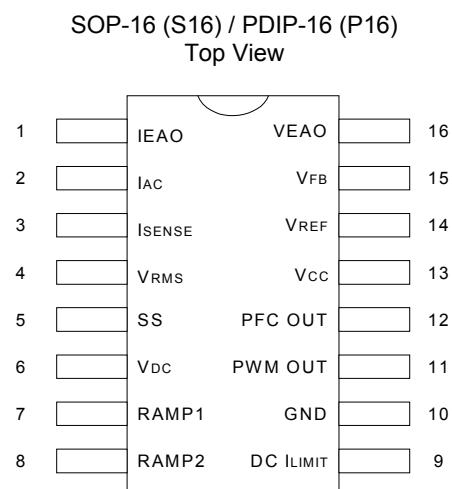 SOP-16 (S16) / PDIP-16 (P16)
Top View
1 IEAO VEAO 16
2 IAC VFB 15
3 ISENSE VREF 14
4 VRMS VCC 13
5 SS PFC OUT 12
6 VDC PWM OUT 11
7 RAMP1 GND 10
8 RAMP2 DC ILIMIT 9